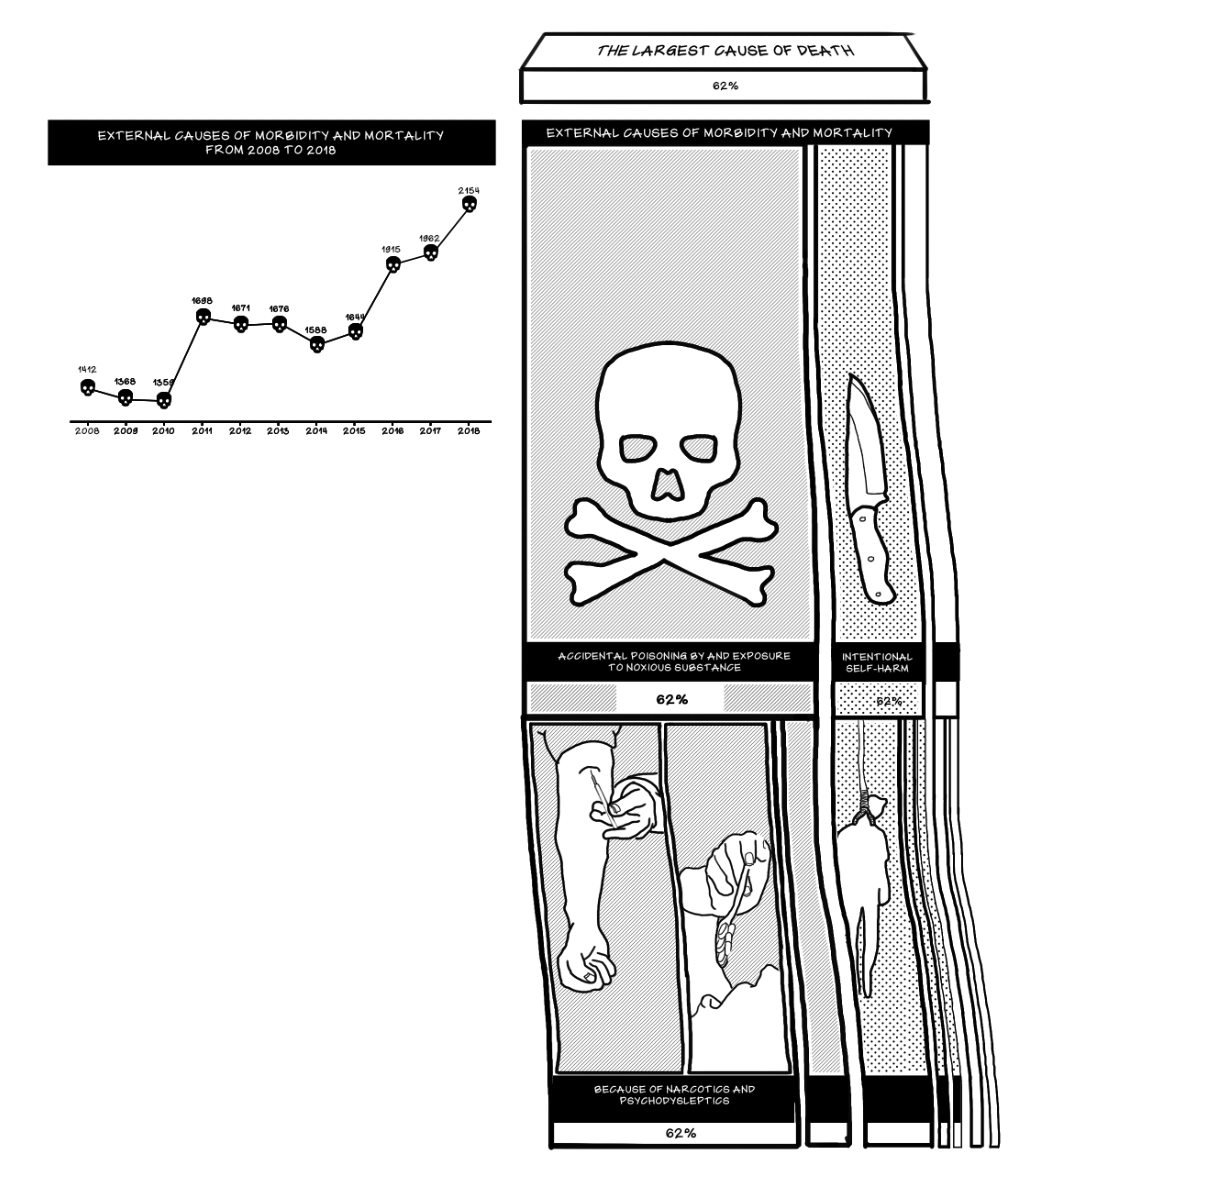 THE LARGEST CAUSE OF DEATH
62%
EXTERNAL CAUSES OF MORBIDITY AND MORTALITY
FROM 2008 TO 2018
2154
1962
1915
1698
1671
1676
1588
1644
1412
1368
2008 2009 2010 2011 2012 2013 2014 2015 2016 2017 2018
EXTERNAL CAUSES OF MORBIDITY AND MORTALITY
ACCIDENTAL POISONING BY AND EXPOSURE
TO NOXIOUS SUBSTANCE
62%
INTENTIONAL
SELF-HARM
62%
BECAUSE OF NARCOTICS AND
PSYCHODYSLEPTICS
62%